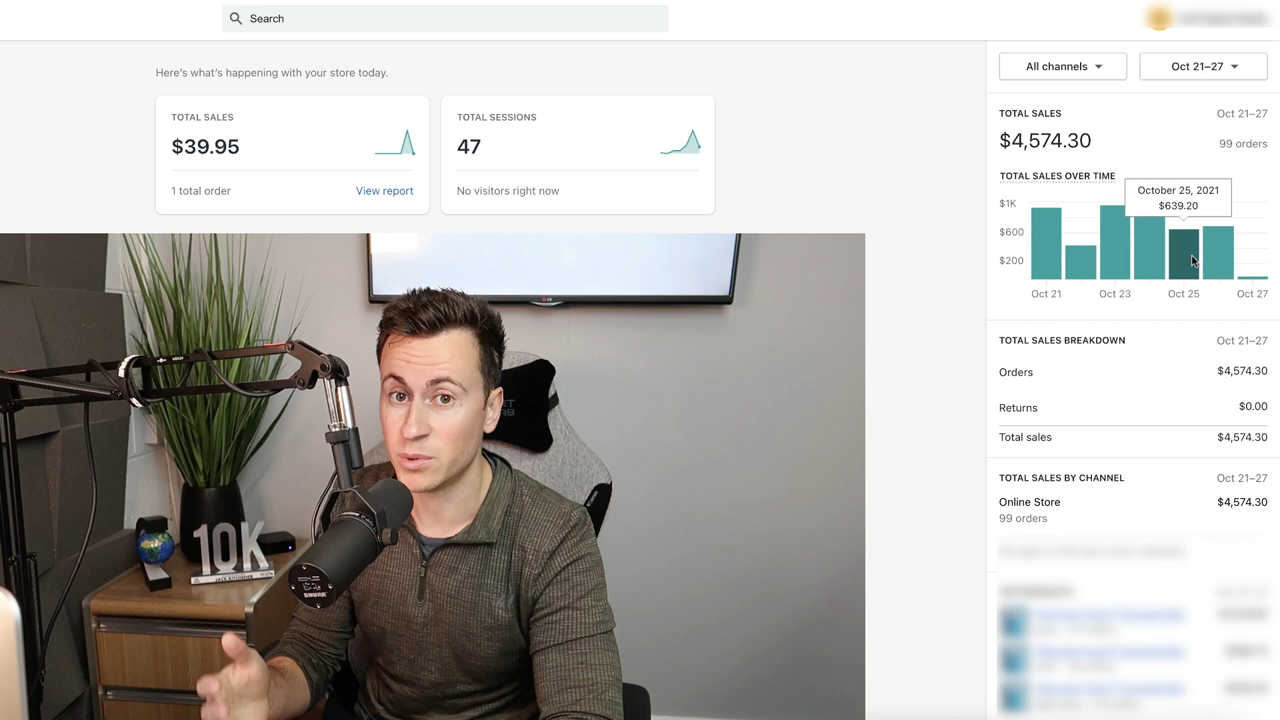 Search
Here's what's happening with your store today.
TOTAL SALES
$39.95
1 total order
View report
TOTAL SESSIONS
47
No visitors right now
All channels
Oct 21–27
TOTAL SALES
Oct 21–27
$4,574.30
99 orders
TOTAL SALES OVER TIME
October 25, 2021
$639.20
$1K
$600
$200
Oct 21
Oct 23
Oct 25
Oct 27
TOTAL SALES BREAKDOWN
Oct 21–27
Orders
$4,574.30
Returns
$0.00
Total sales
$4,574.30
TOTAL SALES BY CHANNEL
Oct 21–27
Online Store
$4,574.30
99 orders
LG
10K
SHURE